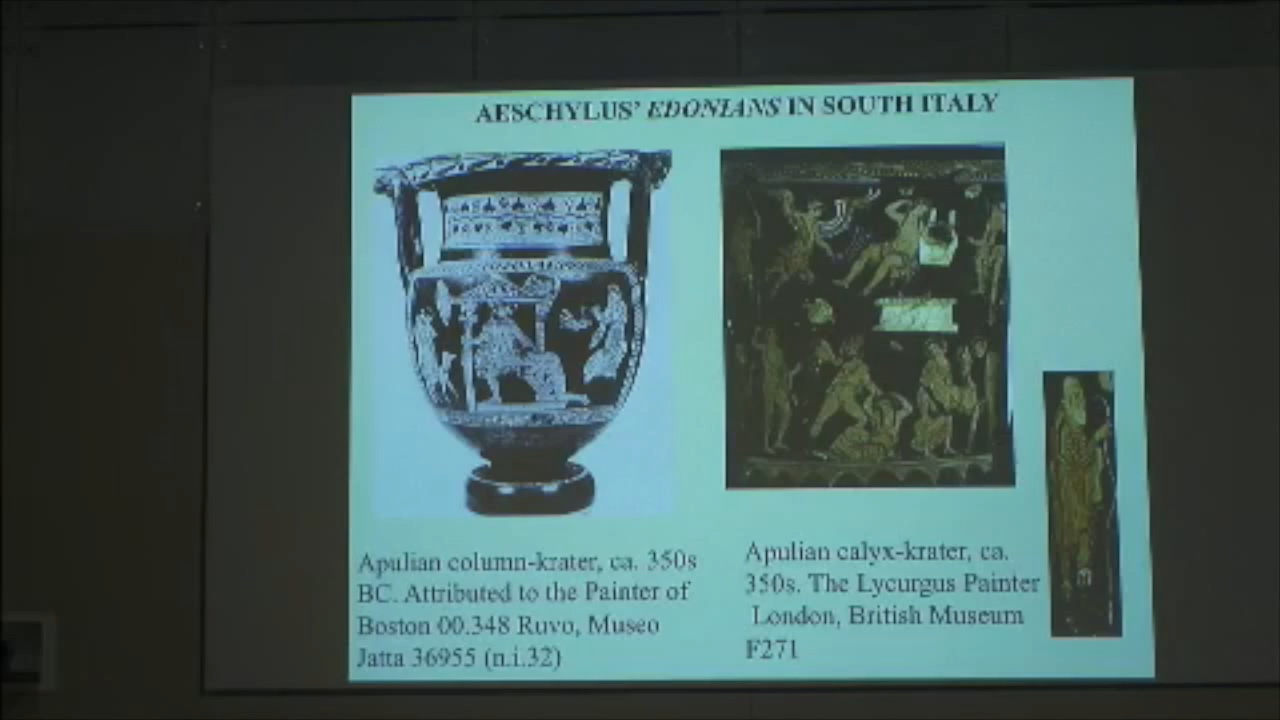 AESCHYLUS' EDONIANS IN SOUTH ITALY
Apulian column-krater, ca. 350s
BC. Attributed to the Painter of
Boston 00.348 Ruvo, Museo
Jatta 36955 (n.i.32)
Apulian calyx-krater, ca.
350s. The Lycurgus Painter
London, British Museum
F271